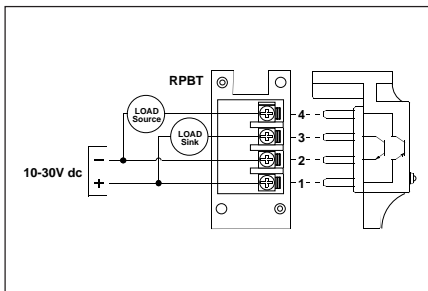 RPBT
LOAD
Source
LOAD
Sink
4
3
2
1
10-30V dc
−
+